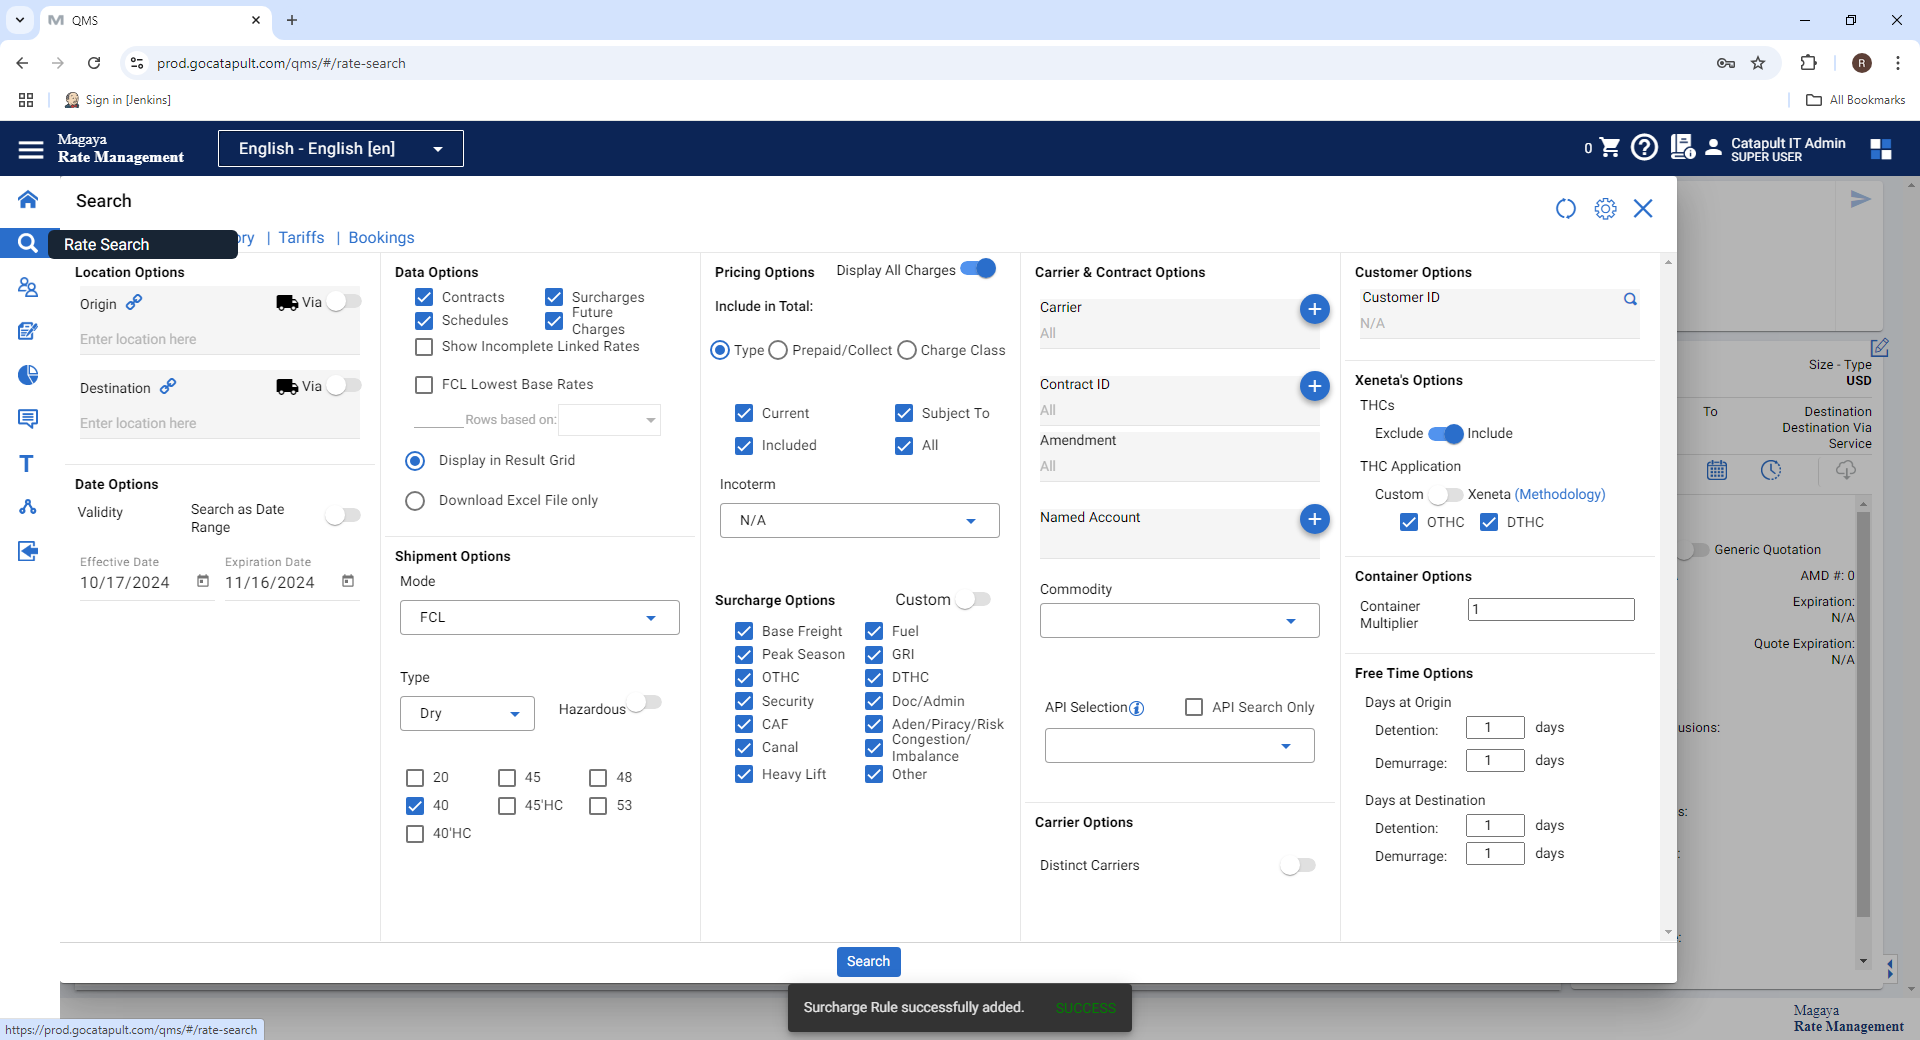 QMS
prod.gocatapult.com/qms/#/rate-search
R
Sign in [Jenkins]
All Bookmarks
Magaya
Rate Management
English - English [en]
0
Catapult IT Admin
SUPER USER
Search
Rate Search
ory | Tariffs | Bookings
Location Options
Origin
Via
Enter location here
Destination
Via
Enter location here
Date Options
Validity
Search as Date
Range
Effective Date
10/17/2024
Expiration Date
11/16/2024
Data Options
Contracts
Surcharges
Schedules
Future
Charges
Show Incomplete Linked Rates
FCL Lowest Base Rates
Rows based on:
Display in Result Grid
Download Excel File only
Shipment Options
Mode
FCL
Type
Dry
Hazardous
20
45
48
40
45'HC
53
40'HC
Pricing Options
Display All Charges
Include in Total:
Type
Prepaid/Collect
Charge Class
Current
Subject To
Included
All
Incoterm
N/A
Surcharge Options
Custom
Base Freight
Fuel
Peak Season
GRI
OTHC
DTHC
Security
Doc/Admin
CAF
Aden/Piracy/Risk
Canal
Congestion/
Imbalance
Heavy Lift
Other
Carrier & Contract Options
Carrier
All
Contract ID
All
Amendment
All
Named Account
Commodity
API Selection
API Search Only
Carrier Options
Distinct Carriers
Customer Options
Customer ID
N/A
Xeneta's Options
THCs
Exclude
Include
THC Application
Custom
Xeneta (Methodology)
OTHC
DTHC
Container Options
Container
Multiplier
1
Free Time Options
Days at Origin
Detention:
1
days
Demurrage:
1
days
Days at Destination
Detention:
1
days
Demurrage:
1
days
Search
Size - Type
USD
To
Destination
Destination Via
Service
Generic Quotation
AMD #: 0
Expiration:
N/A
Quote Expiration:
N/A
usions:
s:
Surcharge Rule successfully added.
SUCCESS
https://prod.gocatapult.com/qms/#/rate-search
Magaya
Rate Management